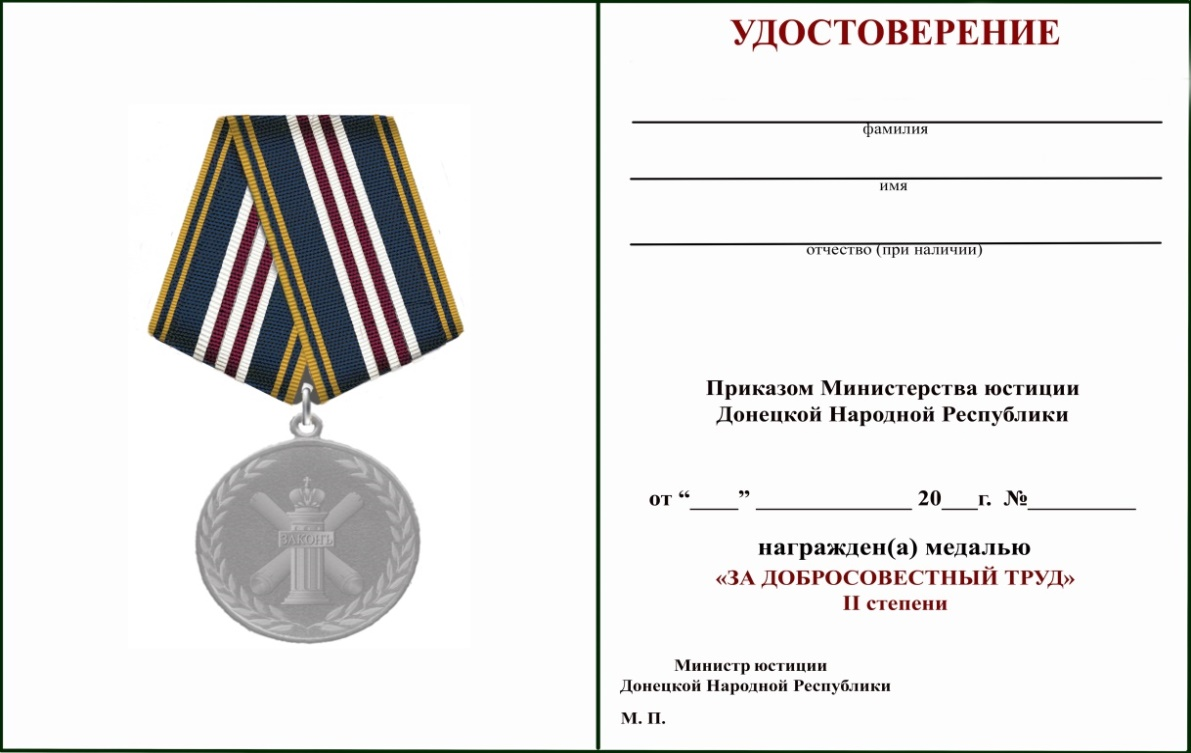 ЗАКОНЪ
УДОСТОВЕРЕНИЕ
фамилия
имя
отчество (при наличии)
Приказом Министерства юстиции
Донецкой Народной Республики
от “____” _____________ 20___г. №_________
награжден(а) медалью
«ЗА ДОБРОСОВЕСТНЫЙ ТРУД»
II степени
Министр юстиции
Донецкой Народной Республики
М. П.